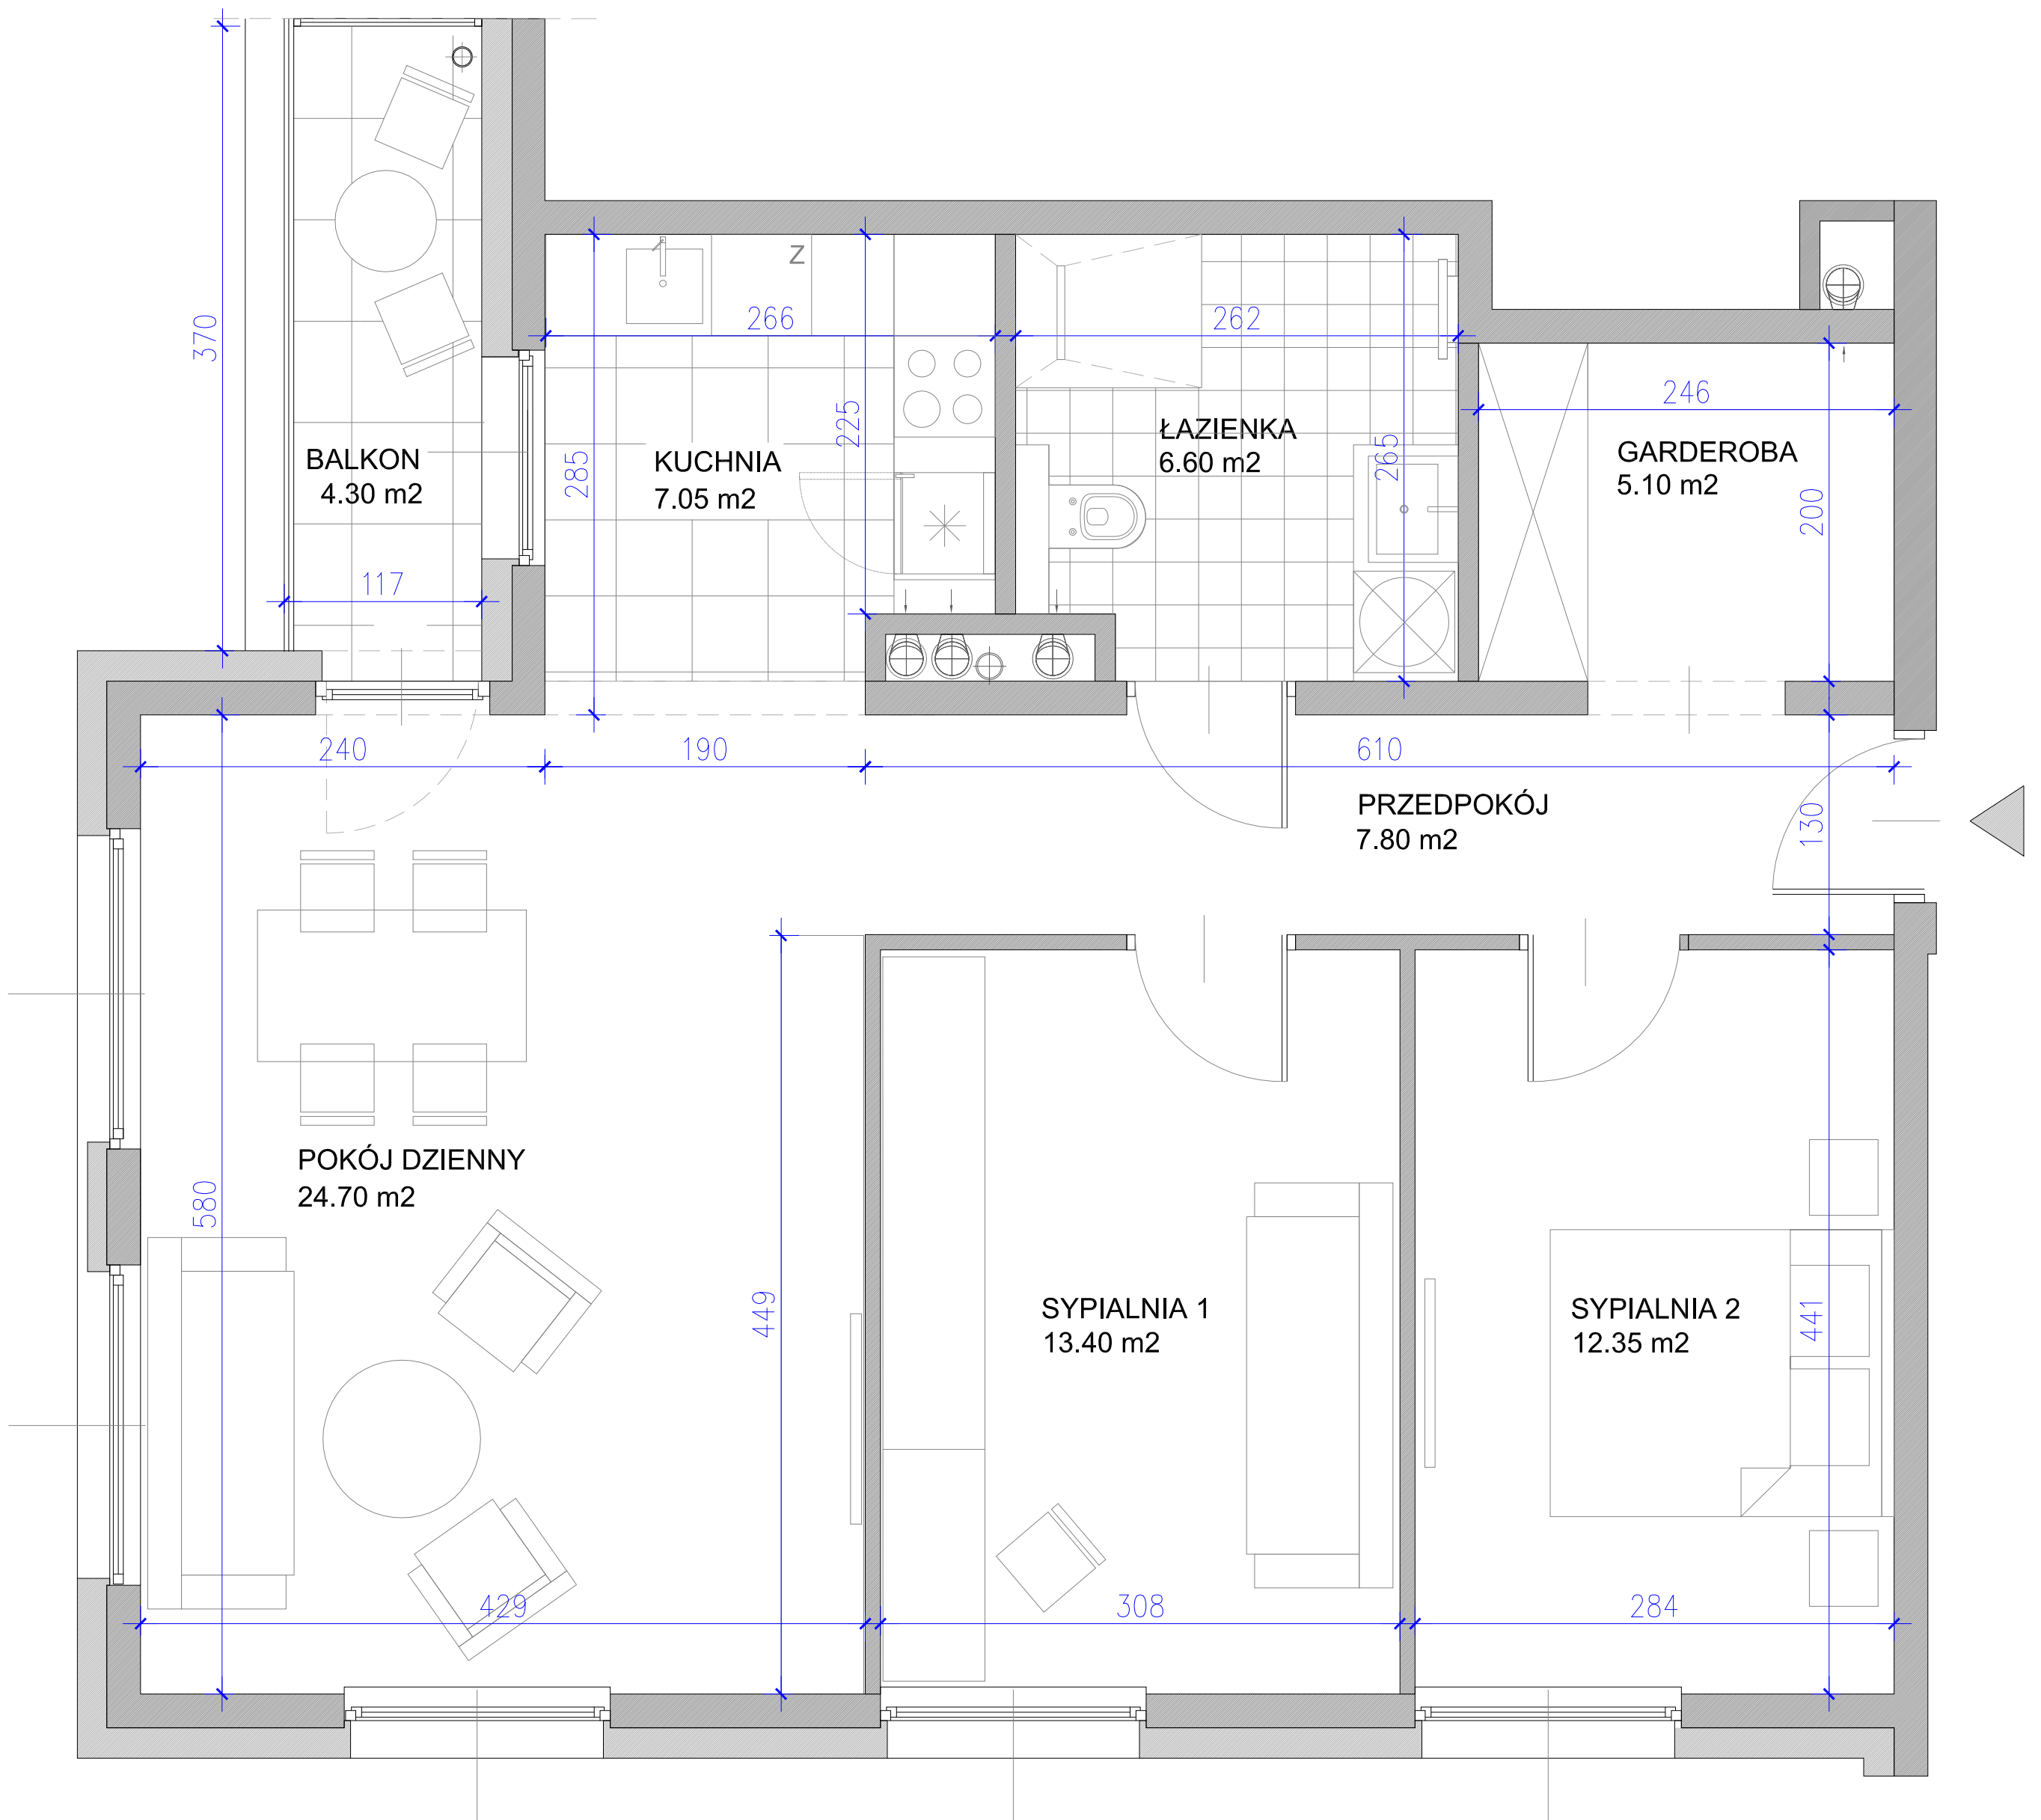 Z
266
262
370
246
225
ŁAZIENKA
6.60 m2
BALKON
4.30 m2
KUCHNIA
7.05 m2
285
265
GARDEROBA
5.10 m2
200
117
240
190
610
PRZEDPOKÓJ
7.80 m2
130
POKÓJ DZIENNY
24.70 m2
580
449
SYPIALNIA 1
13.40 m2
SYPIALNIA 2
12.35 m2
441
429
308
284